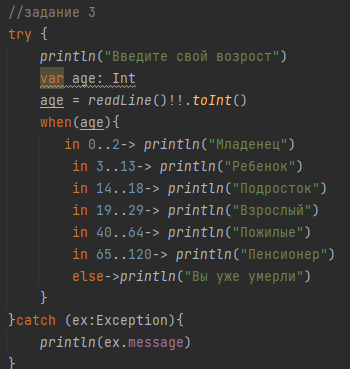 //задание 3
try {
println("Введите свой возрост")
var age: Int
age = readLine()!!.toInt()
when(age){
in 0..2-> println("Младенец")
in 3..13-> println("Ребенок")
in 14..18-> println("Подросток")
in 19..29-> println("Взрослый")
in 40..64-> println("Пожилые")
in 65..120-> println("Пенсионер")
else->println("Вы уже умерли")
}
}catch (ex:Exception){
println(ex.message)
}